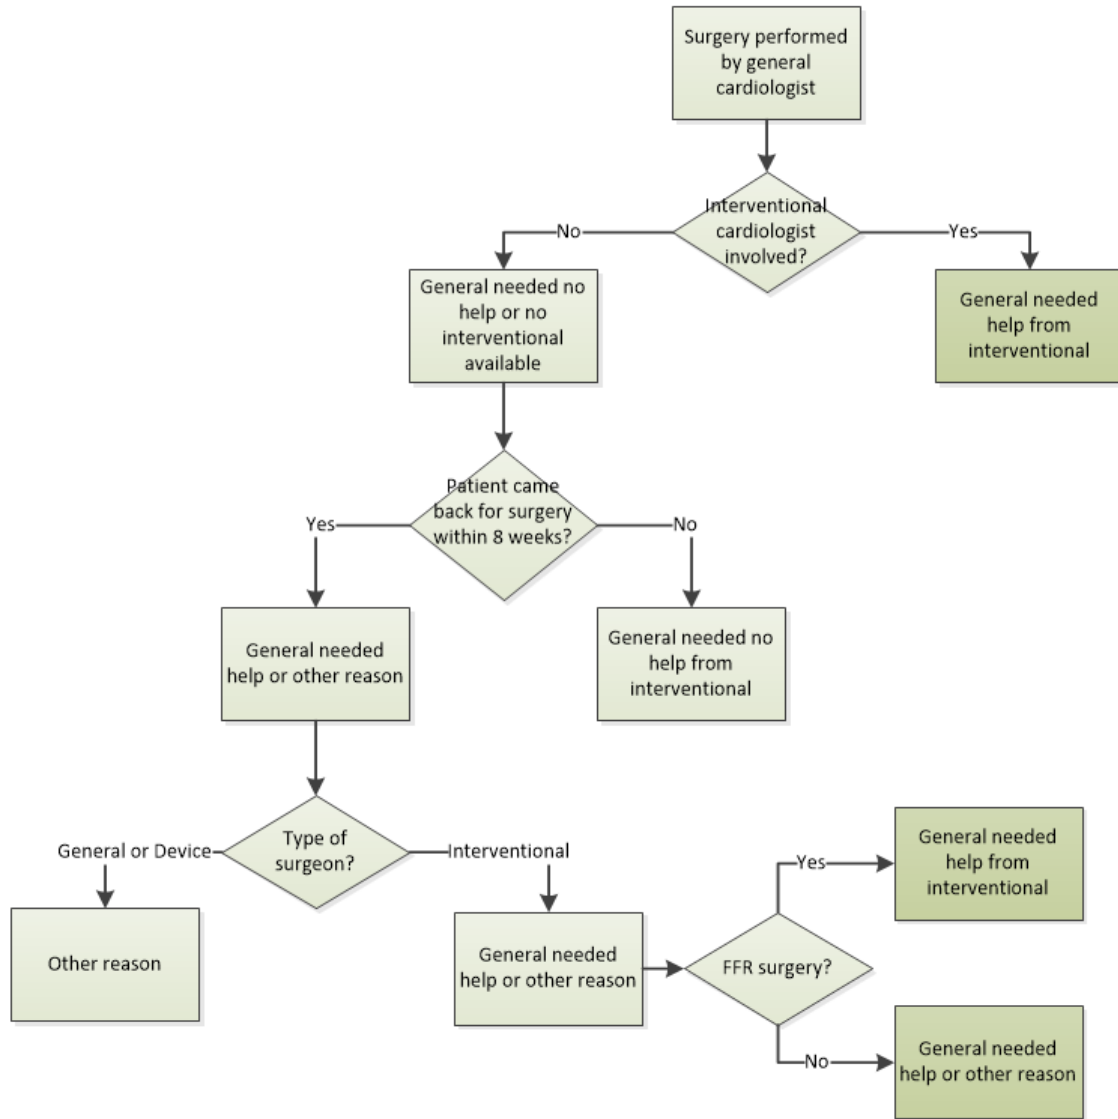 Surgery performed
by general
cardiologist
Interventional
cardiologist
involved?
No
Yes
General needed no
help or no
interventional
available
General needed
help from
interventional
Patient came
back for surgery
within 8 weeks?
Yes
No
General needed
help or other reason
General needed no
help from
interventional
Type of
surgeon?
General or Device
Interventional
Other reason
General needed
help or other reason
FFR surgery?
Yes
General needed
help from
interventional
No
General needed
help or other reason